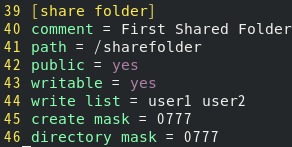 39 [share folder]
40 comment = First Shared Folder
41 path = /sharefolder
42 public = yes
43 writable = yes
44 write list = user1 user2
45 create mask = 0777
46 directory mask = 0777